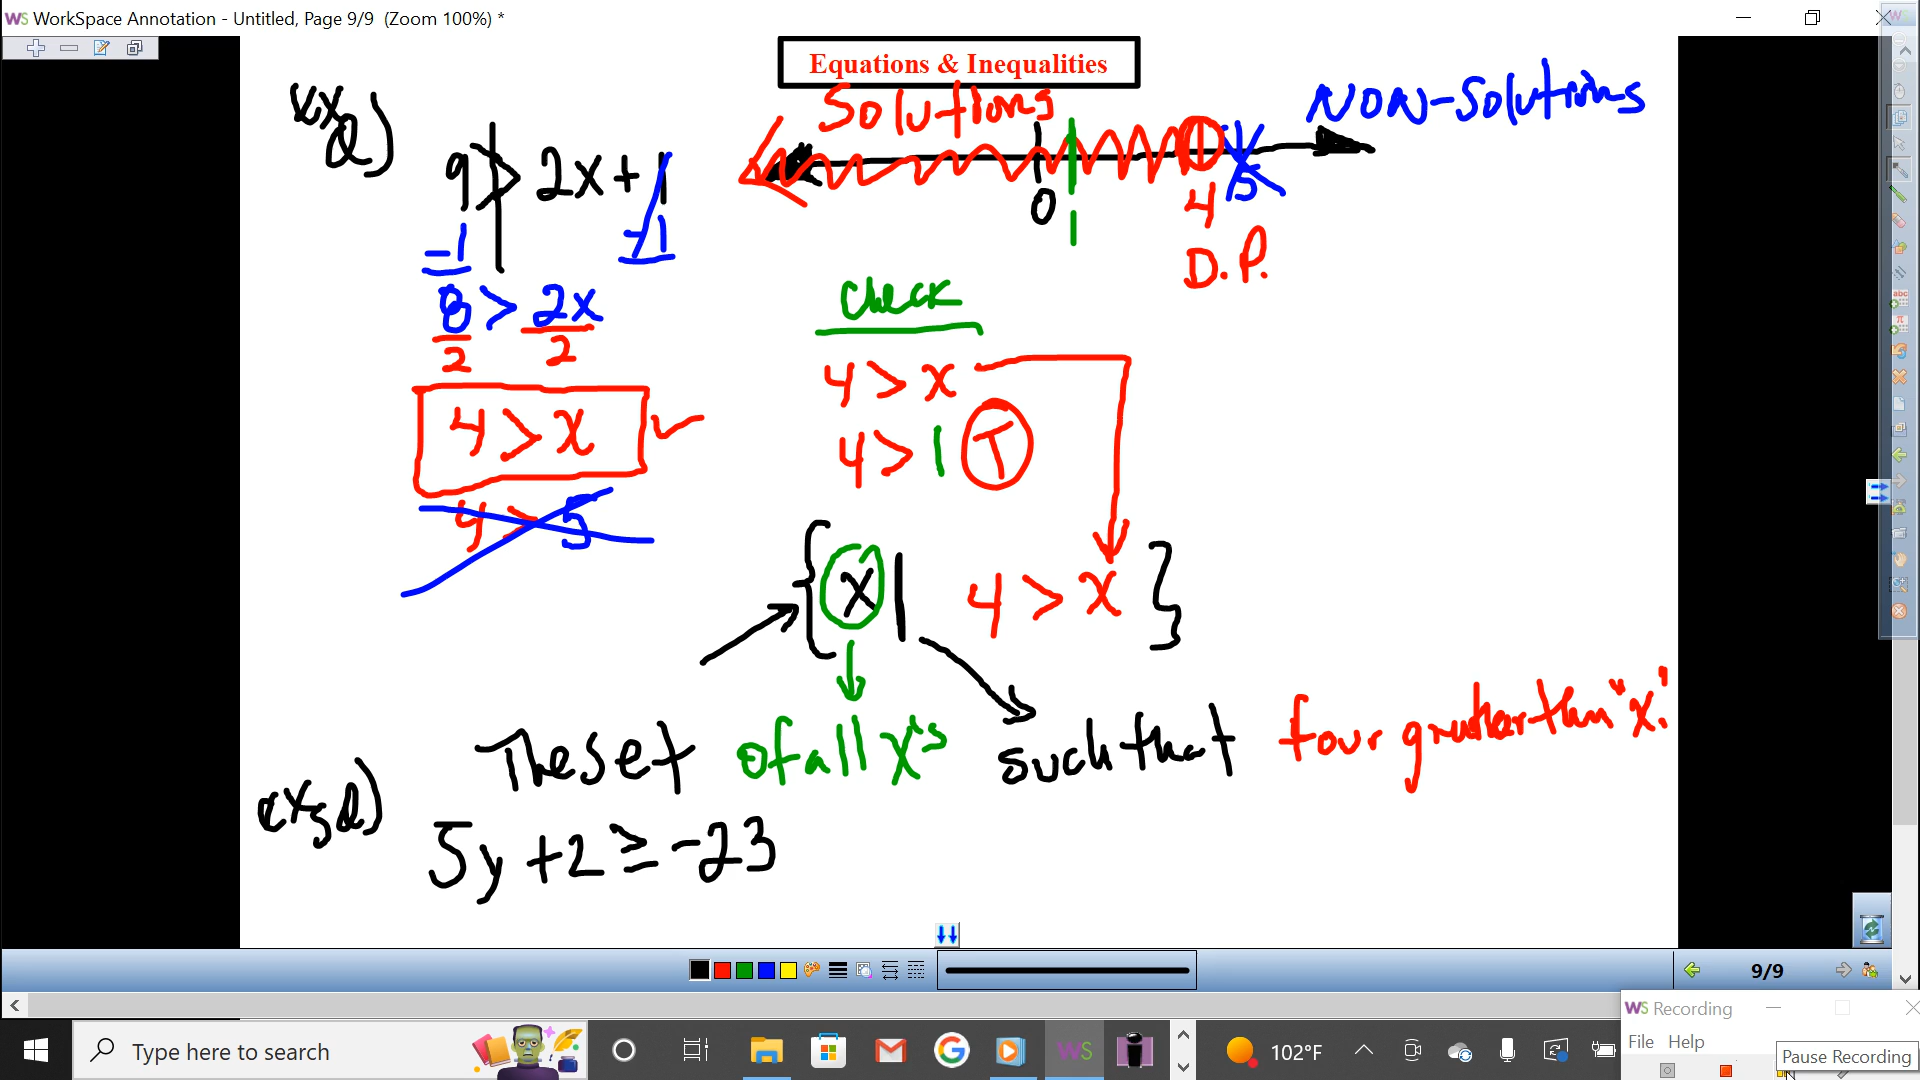 WS WorkSpace Annotation - Untitled, Page 9/9 (Zoom 100%) *
Equations & Inequalities
ex 2)
Solutions
NON-Solutions
9 > 2x + 1
-1 -1
0 1 4 5
D.P.
8 > 2x
2 2
4 > x
4 > 5
check
4 > x
4 > 1 T
{ x | 4 > x }
The set of all x's such that four greater than "x."
5y + 2 ≥ -23
9/9
WS Recording
File Help
Pause Recording
Type here to search
WS
102°F